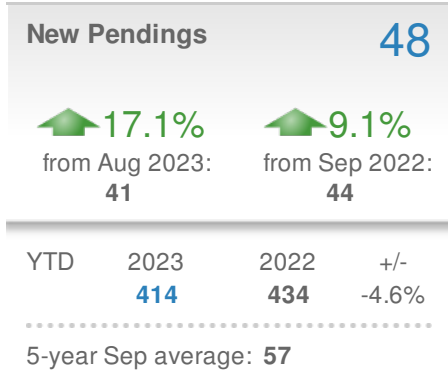 New Pendings 48
17.1% 9.1%
from Aug 2023: from Sep 2022:
41 44
YTD 2023 2022 +/-
414 434 -4.6%
5-year Sep average: 57